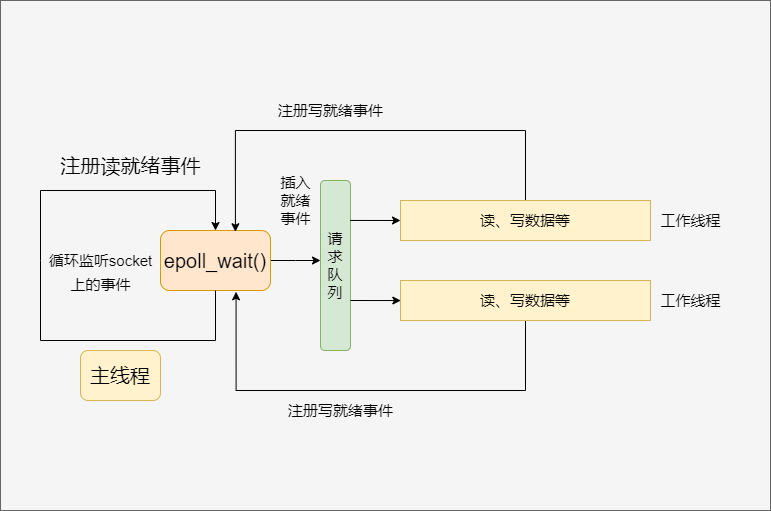 注册写就绪事件
注册读就绪事件
插入
就绪
事件
请
求
队
列
读、写数据等
工作线程
循环监听socket
上的事件
epoll_wait()
读、写数据等
工作线程
主线程
注册写就绪事件